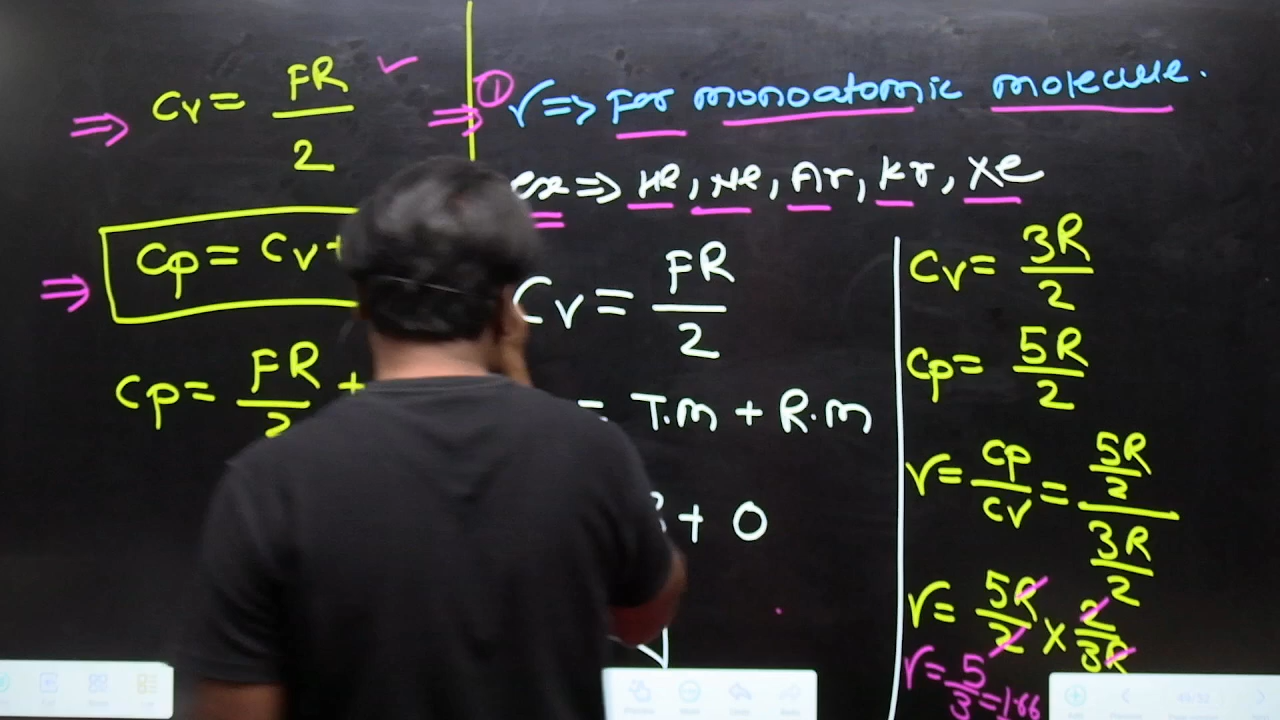 ⇒ Cv = FR/2 ✓
⇒ Cp = Cv +
Cp = FR/2 +
⇒ ① r => For monoatomic molecule.
ex => He, Ne, Ar, Kr, Xe
Cv = FR/2
= T.m + R.m
3 + 0
Cv = 3R/2
Cp = 5R/2
r = Cp/Cv = 5R/2 / 3R/2
r = 5R/2 × 2/3R
r = 5/3 = 1.66